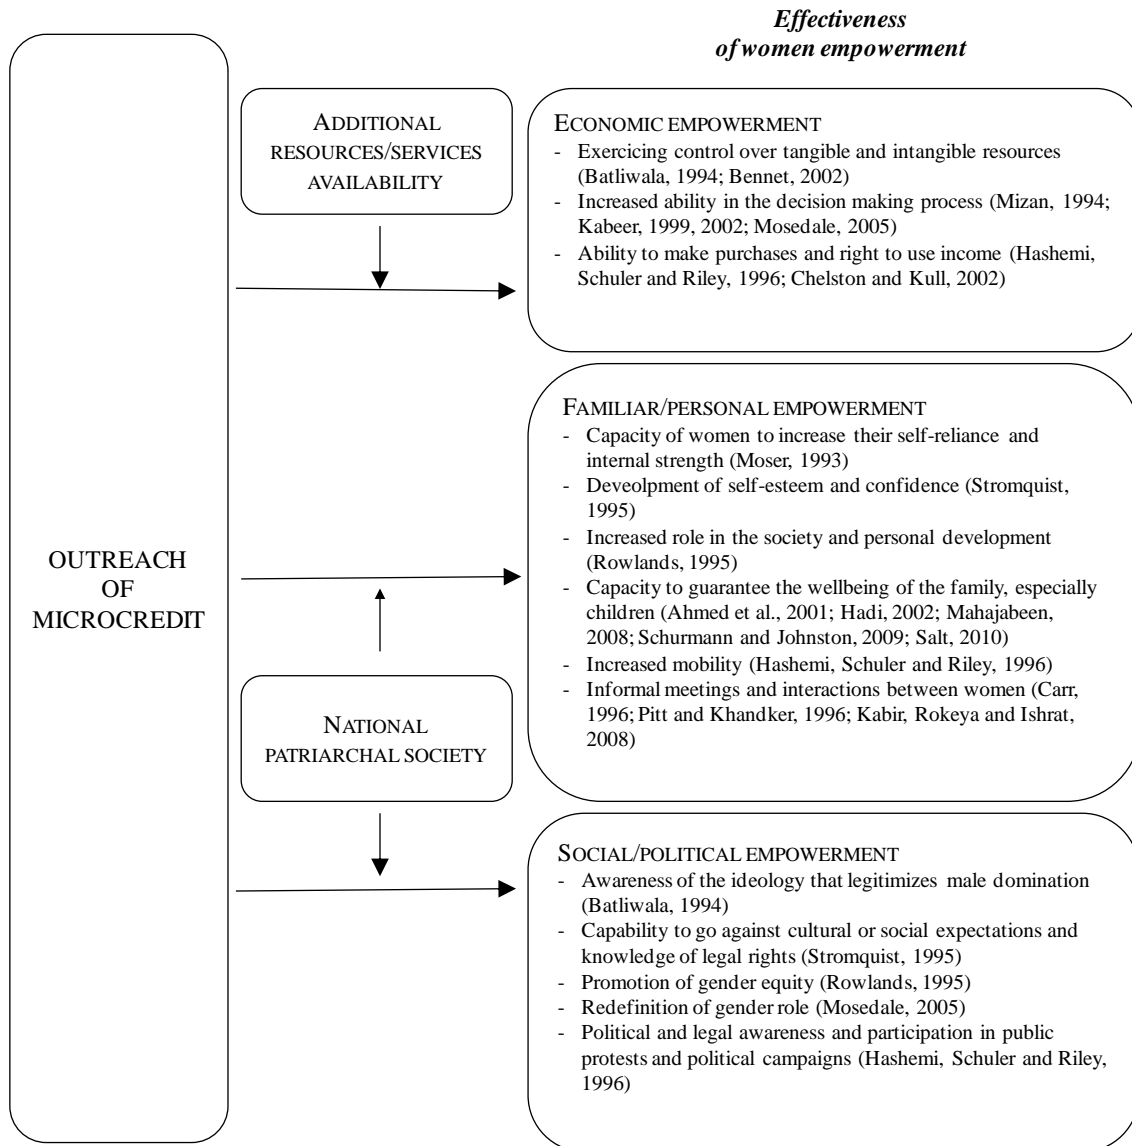 Effectiveness
of women empowerment
ADDITIONAL
RESOURCES/SERVICES
AVAILABILITY
ECONOMIC EMPOWERMENT
- Exercicing control over tangible and intangible resources
(Batliwala, 1994; Bennet, 2002)
- Increased ability in the decision making process (Mizan, 1994;
Kabeer, 1999, 2002; Mosedale, 2005)
- Ability to make purchases and right to use income (Hashemi,
Schuler and Riley, 1996; Chelston and Kull, 2002)
OUTREACH
OF
MICROCREDIT
FAMILIAR/PERSONAL EMPOWERMENT
- Capacity of women to increase their self-reliance and
internal strength (Moser, 1993)
- Deveolpment of self-esteem and confidence (Stromquist,
1995)
- Increased role in the society and personal development
(Rowlands, 1995)
- Capacity to guarantee the wellbeing of the family, especially
children (Ahmed et al., 2001; Hadi, 2002; Mahajabeen,
2008; Schurmann and Johnston, 2009; Salt, 2010)
- Increased mobility (Hashemi, Schuler and Riley, 1996)
- Informal meetings and interactions between women (Carr,
1996; Pitt and Khandker, 1996; Kabir, Rokeya and Ishrat,
2008)
NATIONAL
PATRIARCHAL SOCIETY
SOCIAL/POLITICAL EMPOWERMENT
- Awareness of the ideology that legitimizes male domination
(Batliwala, 1994)
- Capability to go against cultural or social expectations and
knowledge of legal rights (Stromquist, 1995)
- Promotion of gender equity (Rowlands, 1995)
- Redefinition of gender role (Mosedale, 2005)
- Political and legal awareness and participation in public
protests and political campaigns (Hashemi, Schuler and Riley,
1996)